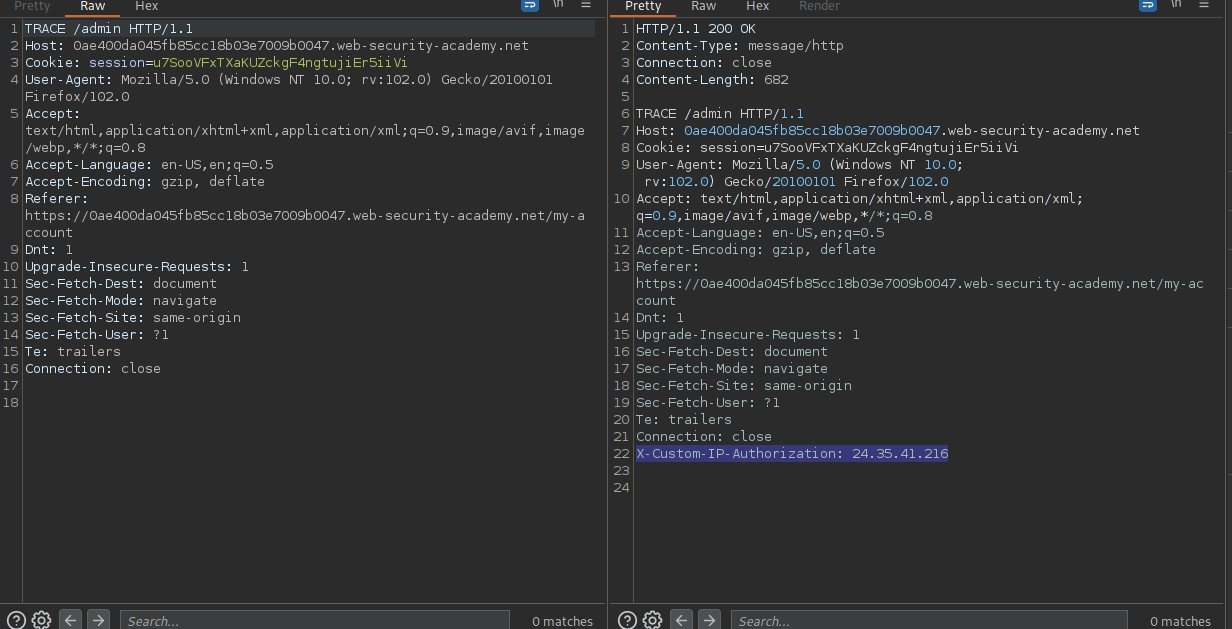 Pretty Raw Hex \n
1 TRACE /admin HTTP/1.1
2 Host: 0ae400da045fb85cc18b03e7009b0047.web-security-academy.net
3 Cookie: session=u7SooVFxTXaKUZckgF4ngtujiEr5iiVi
4 User-Agent: Mozilla/5.0 (Windows NT 10.0; rv:102.0) Gecko/20100101
Firefox/102.0
5 Accept:
text/html,application/xhtml+xml,application/xml;q=0.9,image/avif,image
/webp,*/*;q=0.8
6 Accept-Language: en-US,en;q=0.5
7 Accept-Encoding: gzip, deflate
8 Referer:
https://0ae400da045fb85cc18b03e7009b0047.web-security-academy.net/my-a
ccount
9 Dnt: 1
10 Upgrade-Insecure-Requests: 1
11 Sec-Fetch-Dest: document
12 Sec-Fetch-Mode: navigate
13 Sec-Fetch-Site: same-origin
14 Sec-Fetch-User: ?1
15 Te: trailers
16 Connection: close
17
18
Search...
0 matches
Pretty Raw Hex Render \n
1 HTTP/1.1 200 OK
2 Content-Type: message/http
3 Connection: close
4 Content-Length: 682
5
6 TRACE /admin HTTP/1.1
7 Host: 0ae400da045fb85cc18b03e7009b0047.web-security-academy.net
8 Cookie: session=u7SooVFxTXaKUZckgF4ngtujiEr5iiVi
9 User-Agent: Mozilla/5.0 (Windows NT 10.0;
rv:102.0) Gecko/20100101 Firefox/102.0
10 Accept: text/html,application/xhtml+xml,application/xml;
q=0.9,image/avif,image/webp,*/*;q=0.8
11 Accept-Language: en-US,en;q=0.5
12 Accept-Encoding: gzip, deflate
13 Referer:
https://0ae400da045fb85cc18b03e7009b0047.web-security-academy.net/my-ac
count
14 Dnt: 1
15 Upgrade-Insecure-Requests: 1
16 Sec-Fetch-Dest: document
17 Sec-Fetch-Mode: navigate
18 Sec-Fetch-Site: same-origin
19 Sec-Fetch-User: ?1
20 Te: trailers
21 Connection: close
22 X-Custom-IP-Authorization: 24.35.41.216
23
24
Search...
0 matches